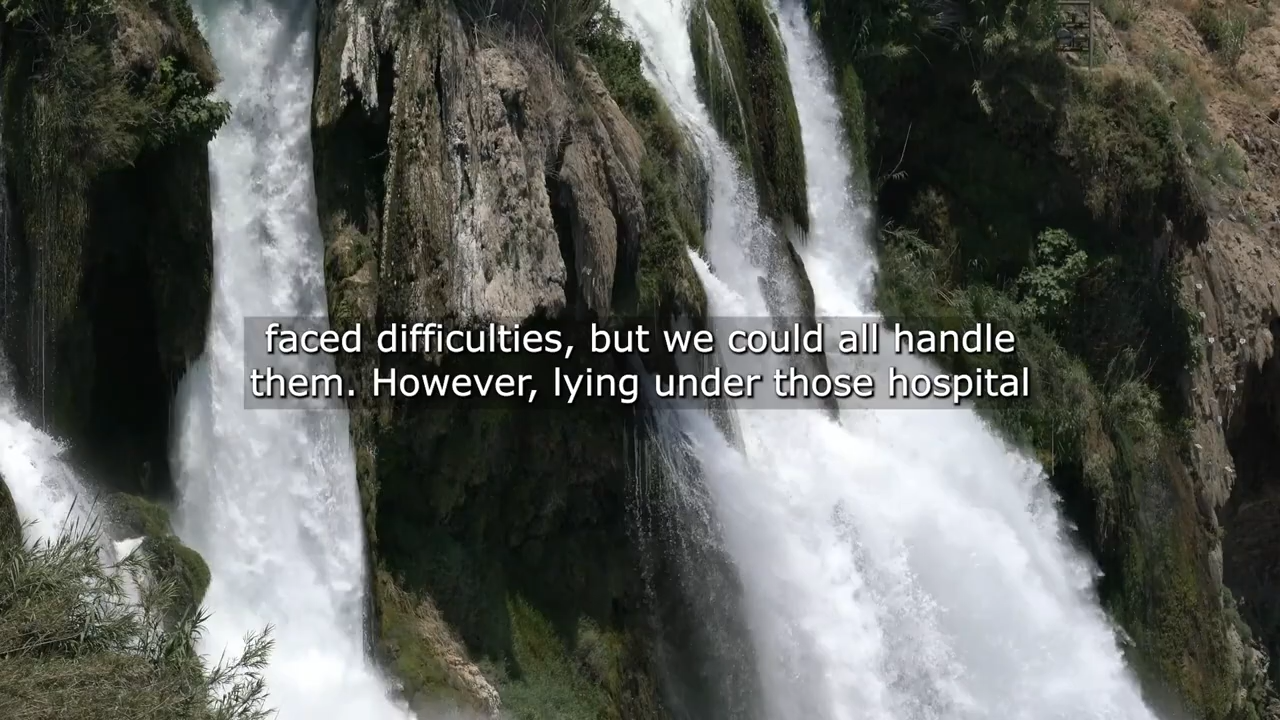 faced difficulties, but we could all handle
them. However, lying under those hospital